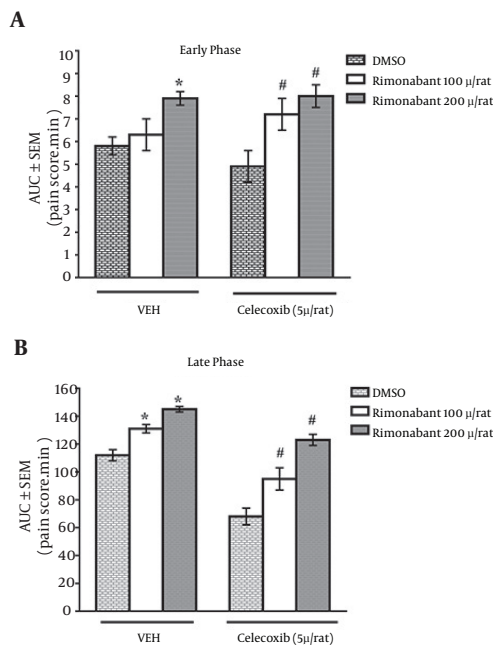 A
Early Phase
AUC ± SEM
(pain score.min)
10
9
8
7
6
5
4
3
2
1
0
*
#
#
DMSO
Rimonabant 100 µ/rat
Rimonabant 200 µ/rat
VEH
Celecoxib (5µ/rat)
B
Late Phase
AUC ± SEM
(pain score.min)
160
140
120
100
80
60
40
20
0
*
*
#
#
DMSO
Rimonabant 100 µ/rat
Rimonabant 200 µ/rat
VEH
Celecoxib (5µ/rat)